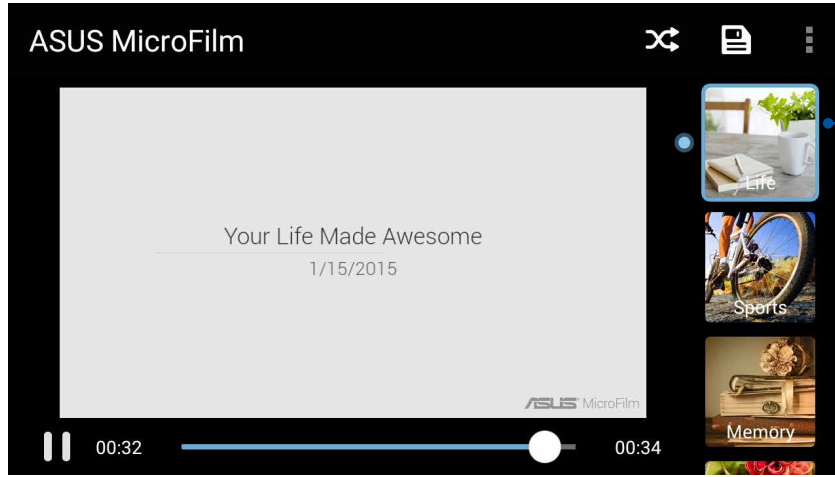 ASUS MicroFilm
Your Life Made Awesome
1/15/2015
ASUS MicroFilm
00:32
00:34
Life
Sports
Memory